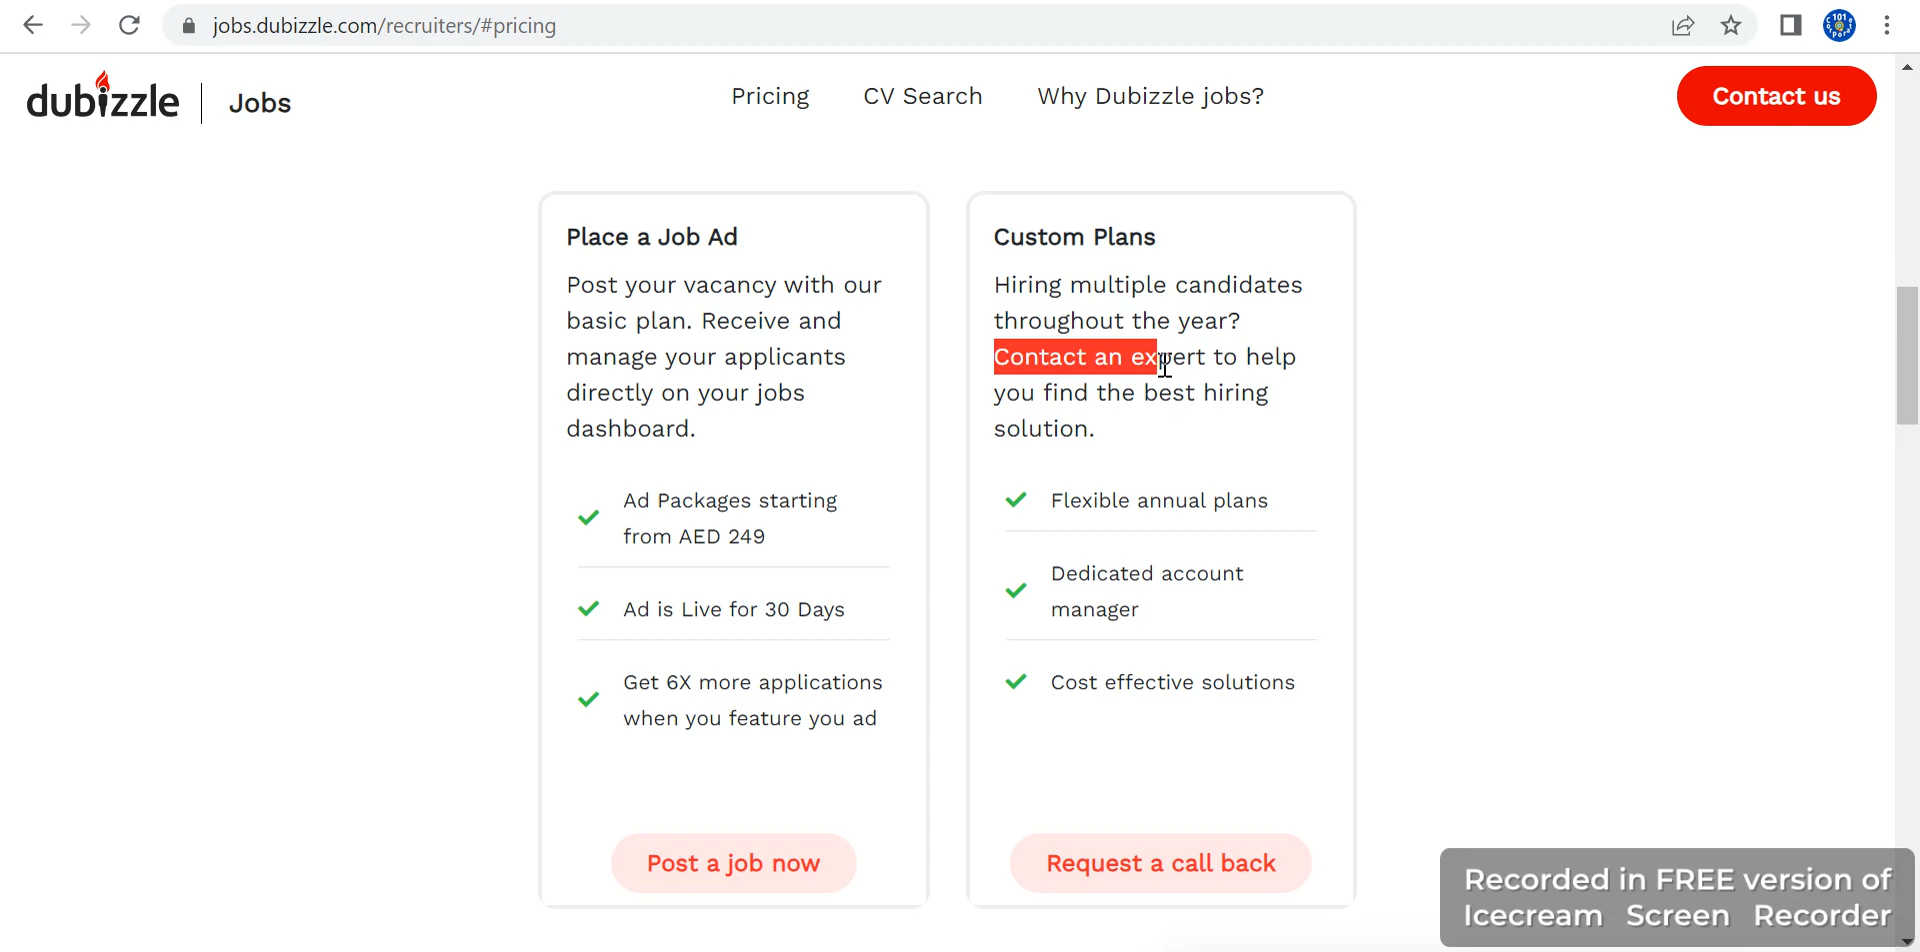 jobs.dubizzle.com/recruiters/#pricing
dubizzle
Jobs
Pricing
CV Search
Why Dubizzle jobs?
Contact us
Place a Job Ad
Post your vacancy with our
basic plan. Receive and
manage your applicants
directly on your jobs
dashboard.
Ad Packages starting
from AED 249
Ad is Live for 30 Days
Get 6X more applications
when you feature you ad
Post a job now
Custom Plans
Hiring multiple candidates
throughout the year?
Contact an expert to help
you find the best hiring
solution.
Flexible annual plans
Dedicated account
manager
Cost effective solutions
Request a call back
Recorded in FREE version of
Icecream Screen Recorder